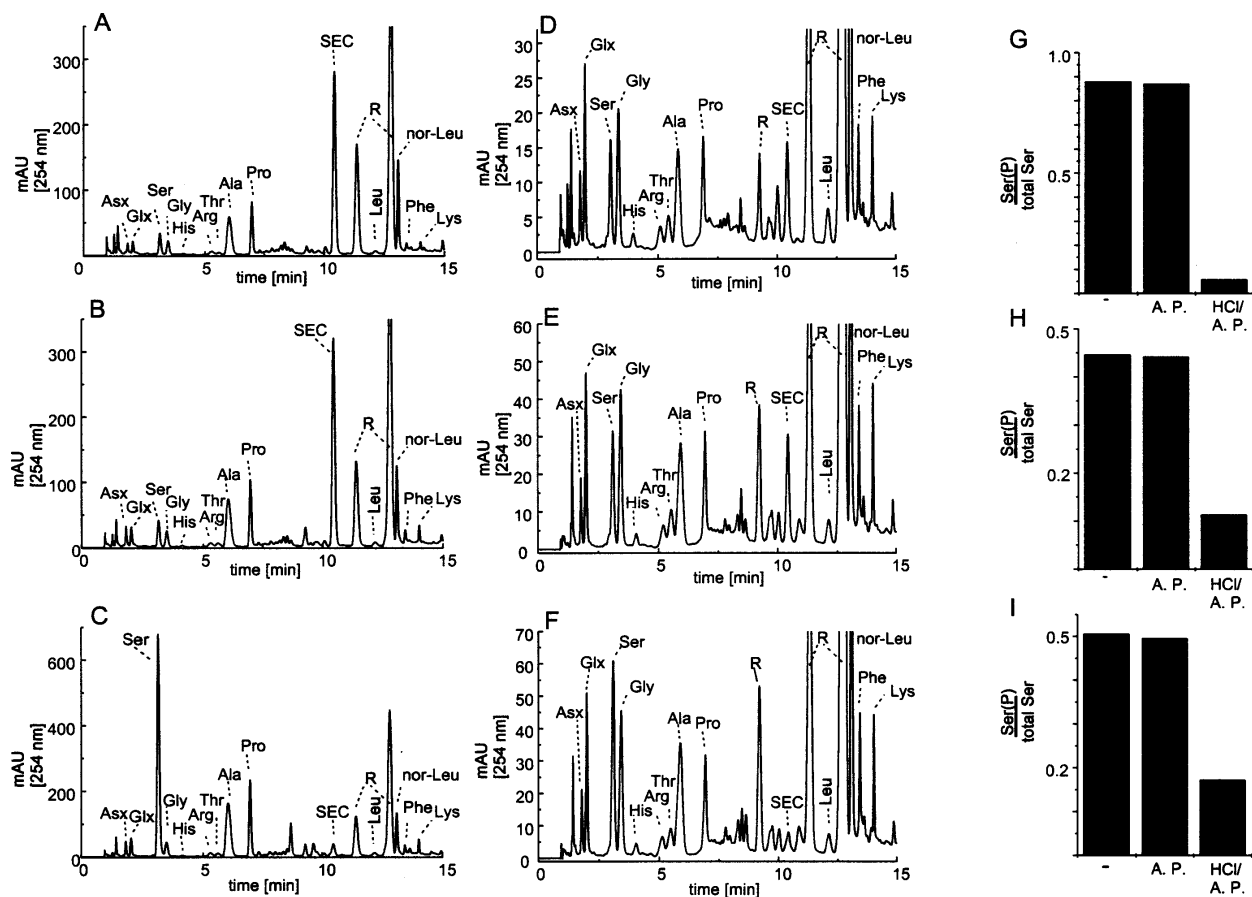 A
mAU
[254 nm]
300
200
100
0
SEC
R
nor-Leu
Asx
Glx
Ser
Gly
His
Thr
Arg
Ala
Pro
Leu
Phe
Lys
0
5
10
15
time [min]
B
mAU
[254 nm]
300
200
100
0
SEC
R
nor-Leu
Asx
Glx
Ser
Gly
His
Thr
Arg
Ala
Pro
Leu
Phe
Lys
0
5
10
15
time [min]
C
mAU
[254 nm]
600
400
200
0
Ser
Asx
Glx
Gly
His
Thr
Arg
Ala
Pro
SEC
R
Leu
nor-Leu
Phe
Lys
0
5
10
15
time [min]
D
mAU
[254 nm]
30
25
20
15
10
5
0
Asx
Glx
Ser
Gly
His
Arg
Thr
Ala
Pro
R
SEC
R
nor-Leu
Leu
Phe
Lys
0
5
10
15
time [min]
E
mAU
[254 nm]
60
50
40
30
20
10
0
Asx
Glx
Ser
Gly
His
Arg
Thr
Ala
Pro
R
SEC
R
nor-Leu
Leu
Phe
Lys
0
5
10
15
time [min]
F
mAU
[254 nm]
70
60
50
40
30
20
10
0
Asx
Glx
Ser
Gly
His
Arg
Thr
Ala
Pro
R
SEC
R
nor-Leu
Leu
Phe
Lys
0
5
10
15
time [min]
G
Ser(P)
total Ser
1.0
0.5
-
A. P.
HCl/
A. P.
H
Ser(P)
total Ser
0.5
0.2
-
A. P.
HCl/
A. P.
I
Ser(P)
total Ser
0.5
0.2
-
A. P.
HCl/
A. P.